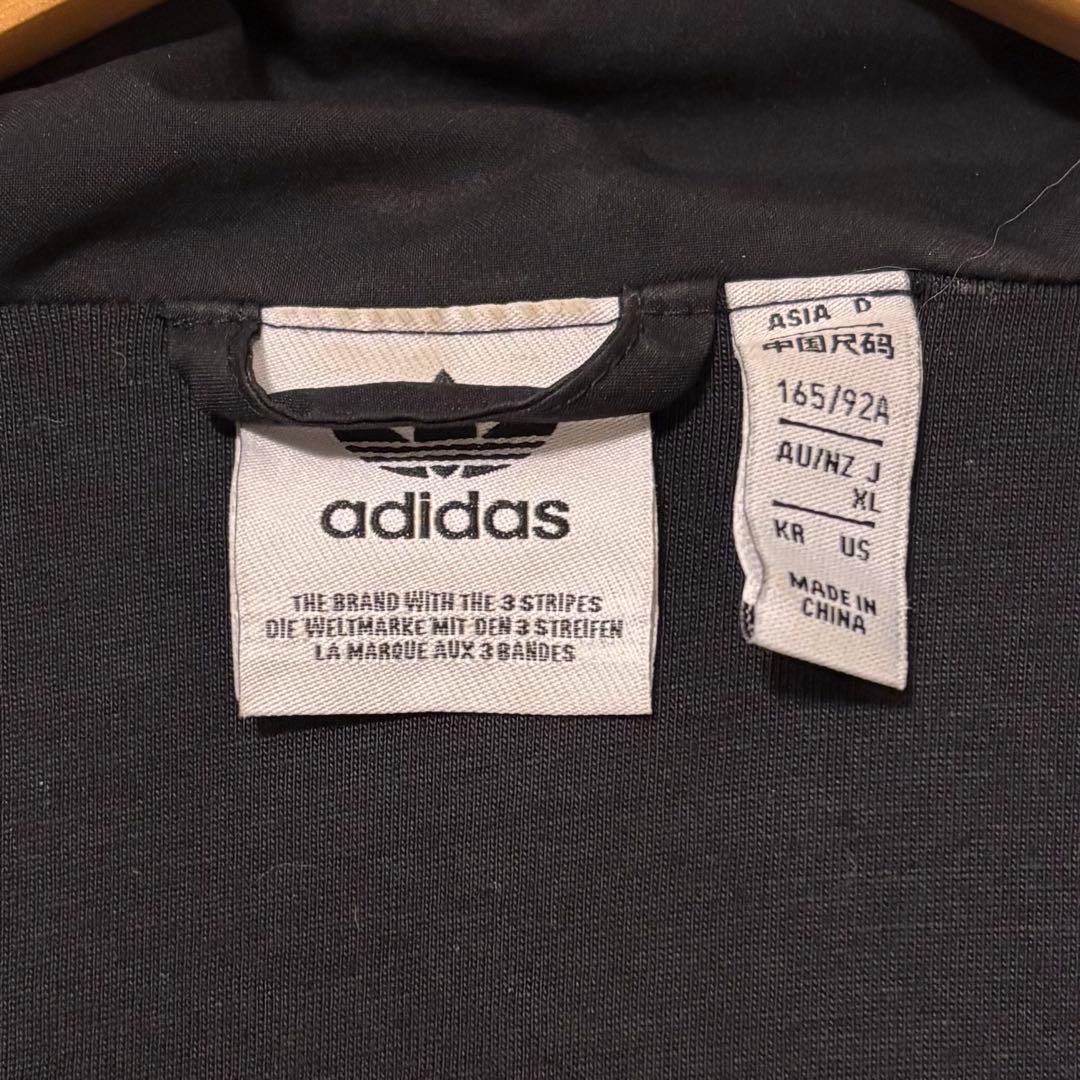 adidas
THE BRAND WITH THE 3 STRIPES
DIE WELTMARKE MIT DEN 3 STREIFEN
LA MARQUE AUX 3 BANDES
ASIA D
中国尺码
165/92A
AU/NZ J
XL
KR US
MADE IN
CHINA